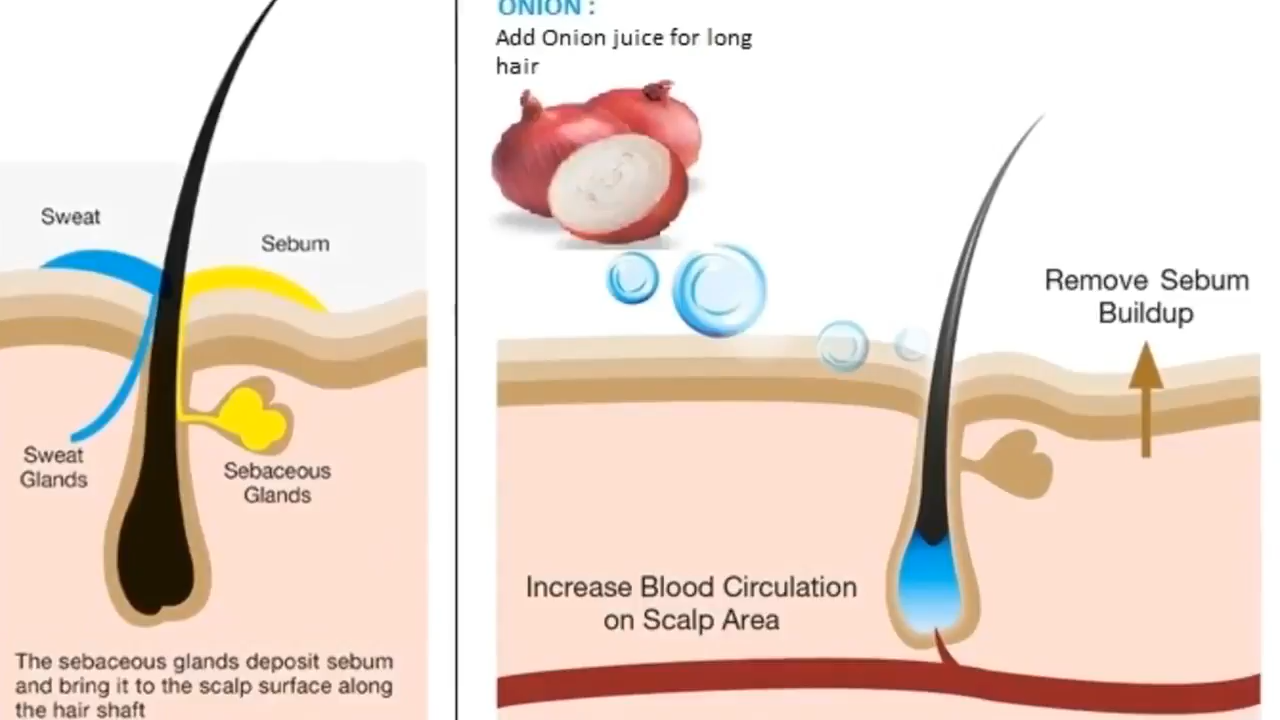 Sweat
Sebum
Sweat
Glands
Sebaceous
Glands
The sebaceous glands deposit sebum
and bring it to the scalp surface along
the hair shaft
ONION :
Add Onion juice for long
hair
Remove Sebum
Buildup
Increase Blood Circulation
on Scalp Area